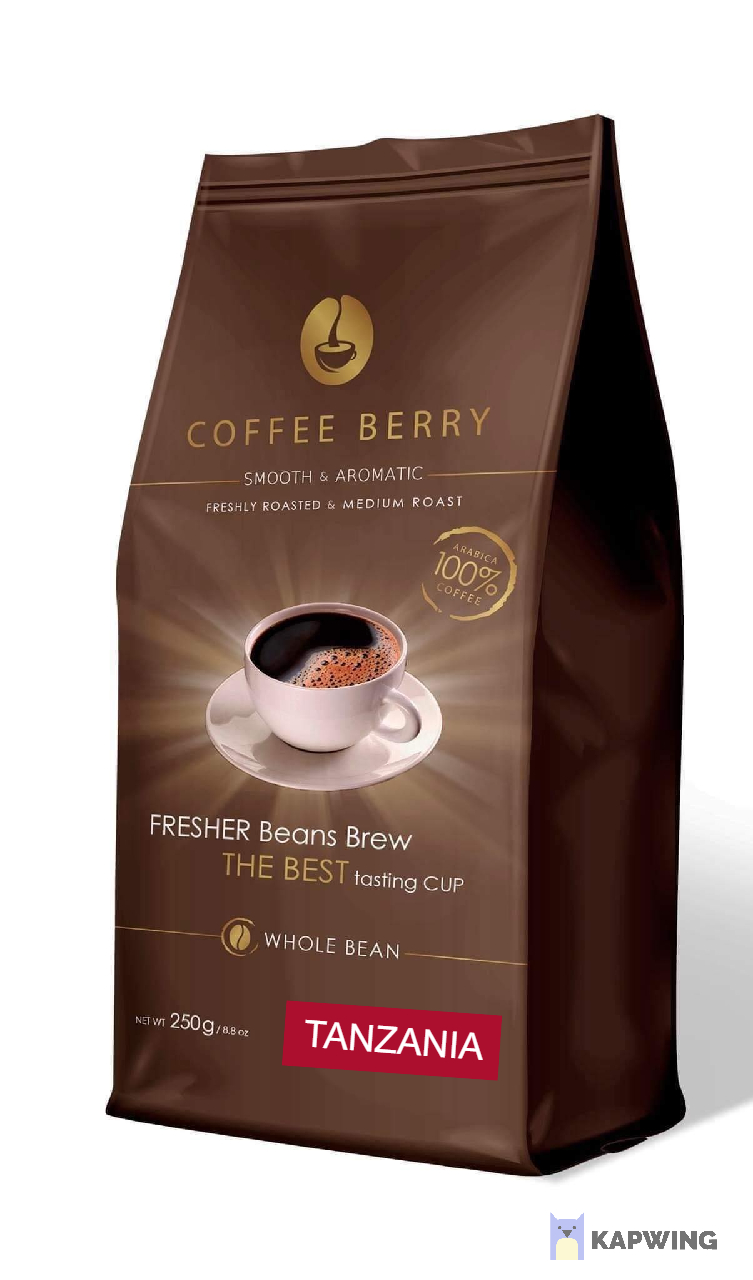 COFFEE BERRY
SMOOTH & AROMATIC
FRESHLY ROASTED & MEDIUM ROAST
ARABICA
100%
COFFEE
FRESHER Beans Brew
THE BEST tasting CUP
WHOLE BEAN
NET WT 250g / 8.8 oz
TANZANIA
KAPWING